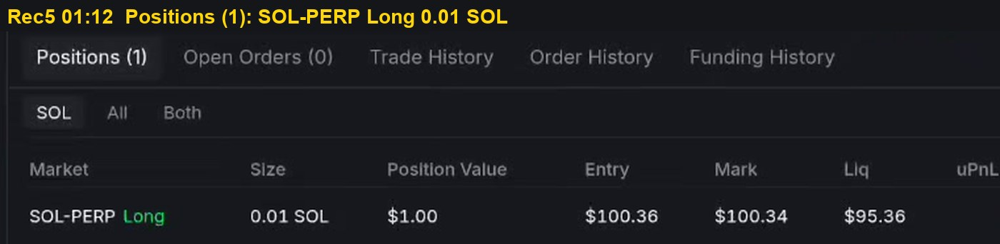 Rec5 01:12 Positions (1): SOL-PERP Long 0.01 SOL
Positions (1) Open Orders (0) Trade History Order History Funding History
SOL All Both
Market Size Position Value Entry Mark Liq uPnL
SOL-PERP Long 0.01 SOL $1.00 $100.36 $100.34 $95.36